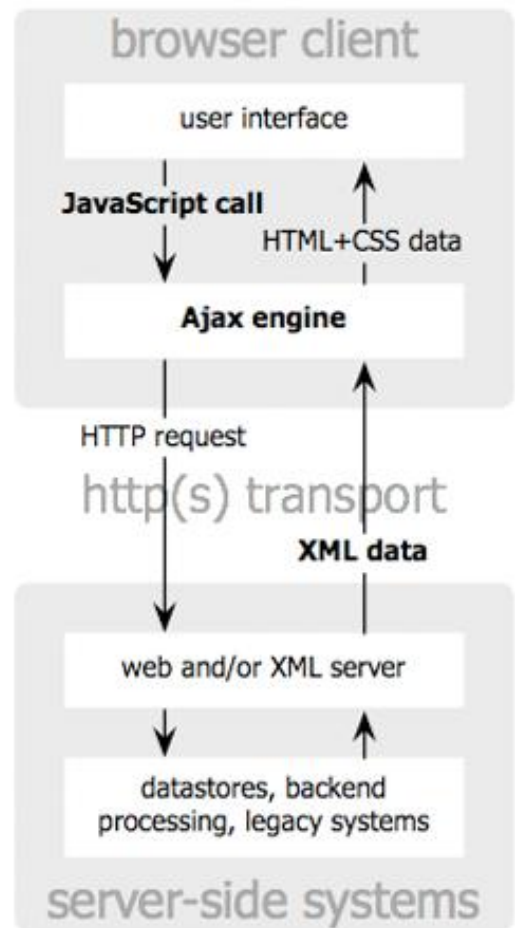 browser client
user interface
JavaScript call
HTML+CSS data
Ajax engine
HTTP request
http(s) transport
XML data
web and/or XML server
datastores, backend
processing, legacy systems
server-side systems